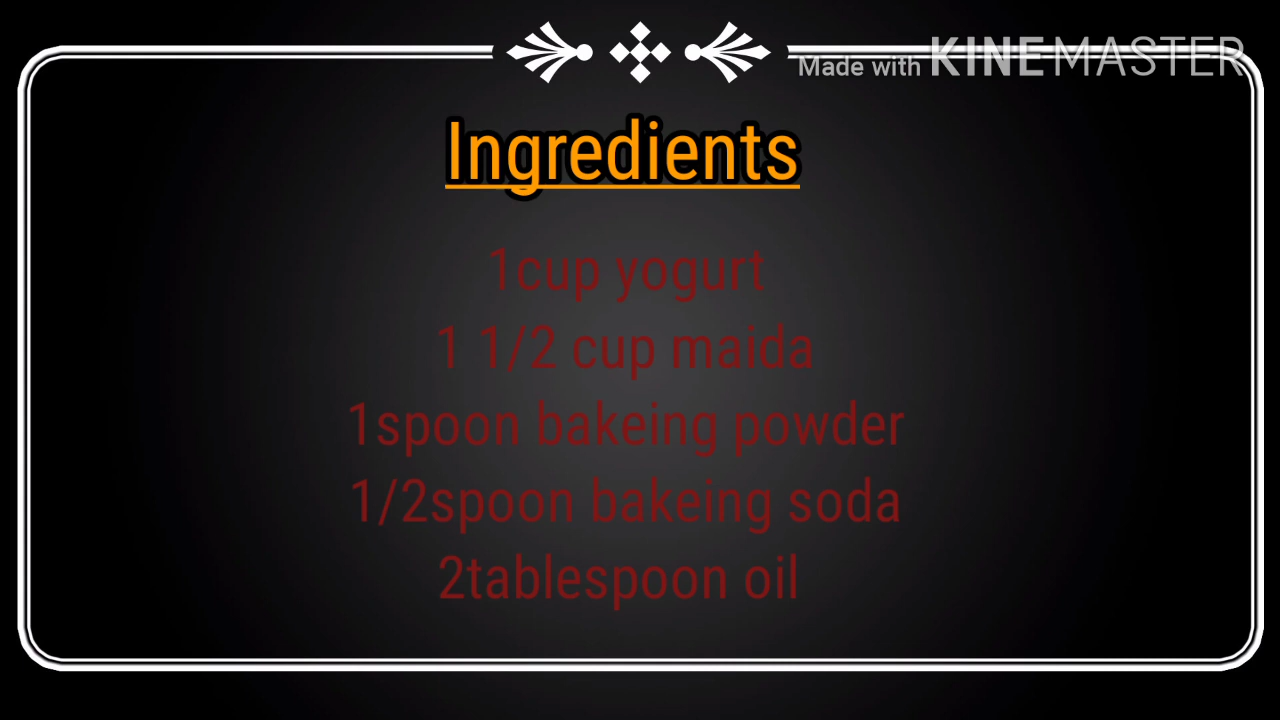 Made with KINEMASTER
Ingredients
1cup yogurt
1 1/2 cup maida
1spoon bakeing powder
1/2spoon bakeing soda
2tablespoon oil